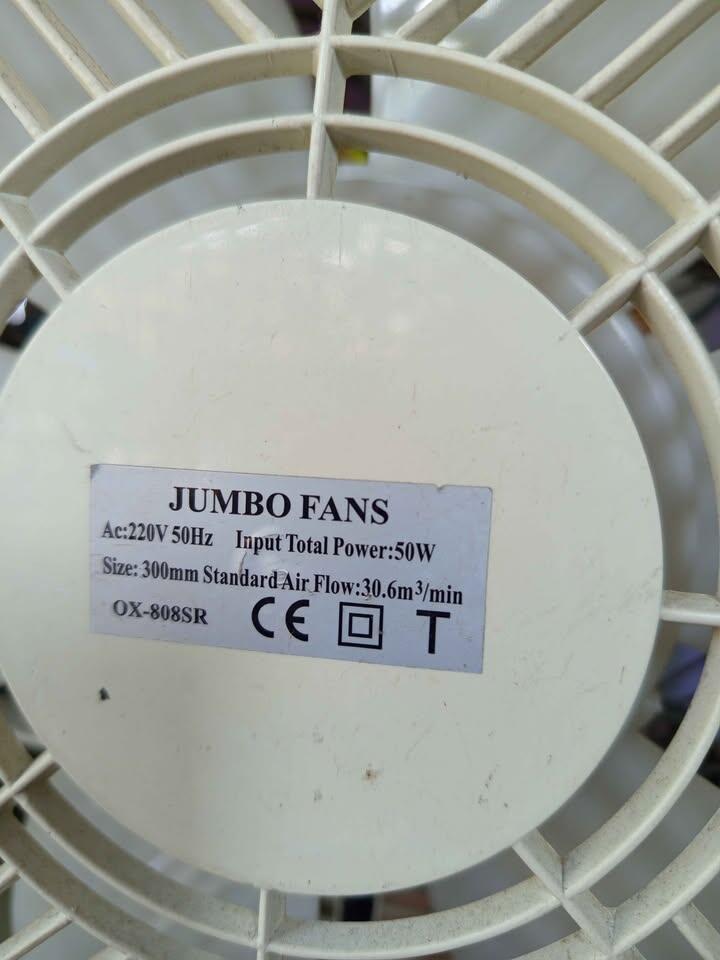 JUMBO FANS
Ac:220V 50Hz Input Total Power:50W
Size: 300mm Standard Air Flow:30.6m³/min
OX-808SR CE T